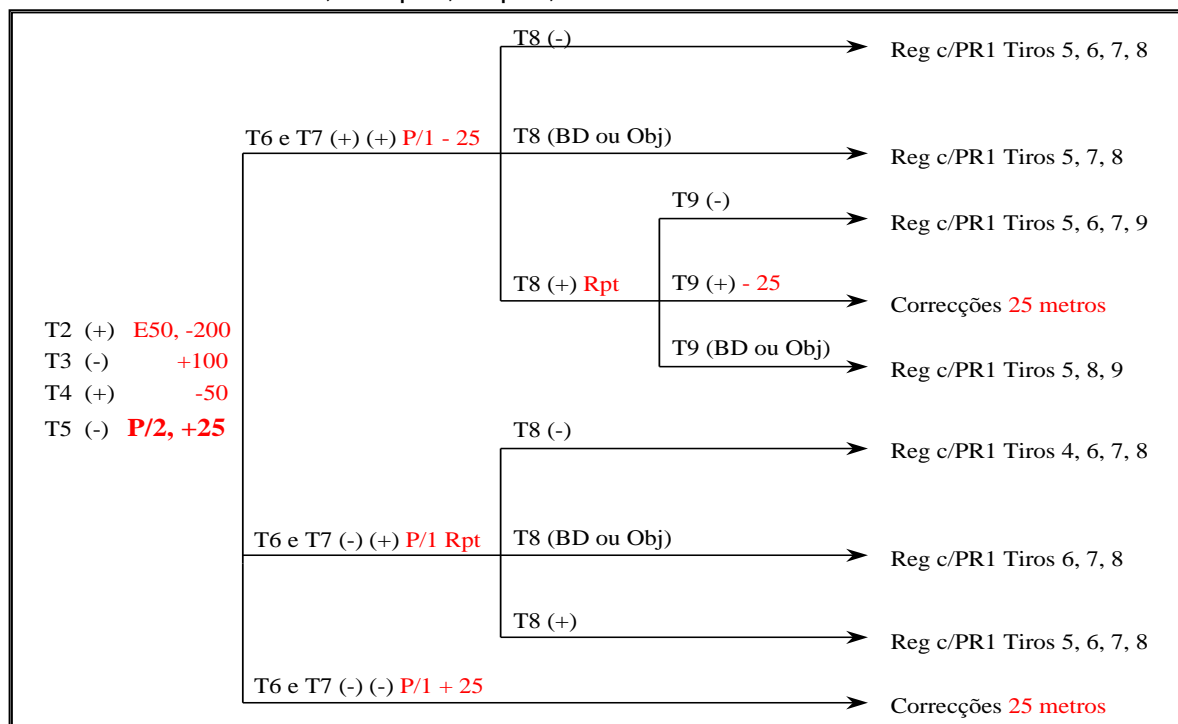 T8 (-)
Reg c/PR1 Tiros 5, 6, 7, 8
T6 e T7 (+) (+) P/1 - 25
T8 (BD ou Obj)
Reg c/PR1 Tiros 5, 7, 8
T9 (-)
Reg c/PR1 Tiros 5, 6, 7, 9
T8 (+) Rpt
T9 (+) - 25
Correcções 25 metros
T9 (BD ou Obj)
Reg c/PR1 Tiros 5, 8, 9
T2 (+) E50, -200
T3 (-) +100
T4 (+) -50
T5 (-) P/2, +25
T8 (-)
Reg c/PR1 Tiros 4, 6, 7, 8
T6 e T7 (-) (+) P/1 Rpt
T8 (BD ou Obj)
Reg c/PR1 Tiros 6, 7, 8
T8 (+)
Reg c/PR1 Tiros 5, 6, 7, 8
T6 e T7 (-) (-) P/1 + 25
Correcções 25 metros